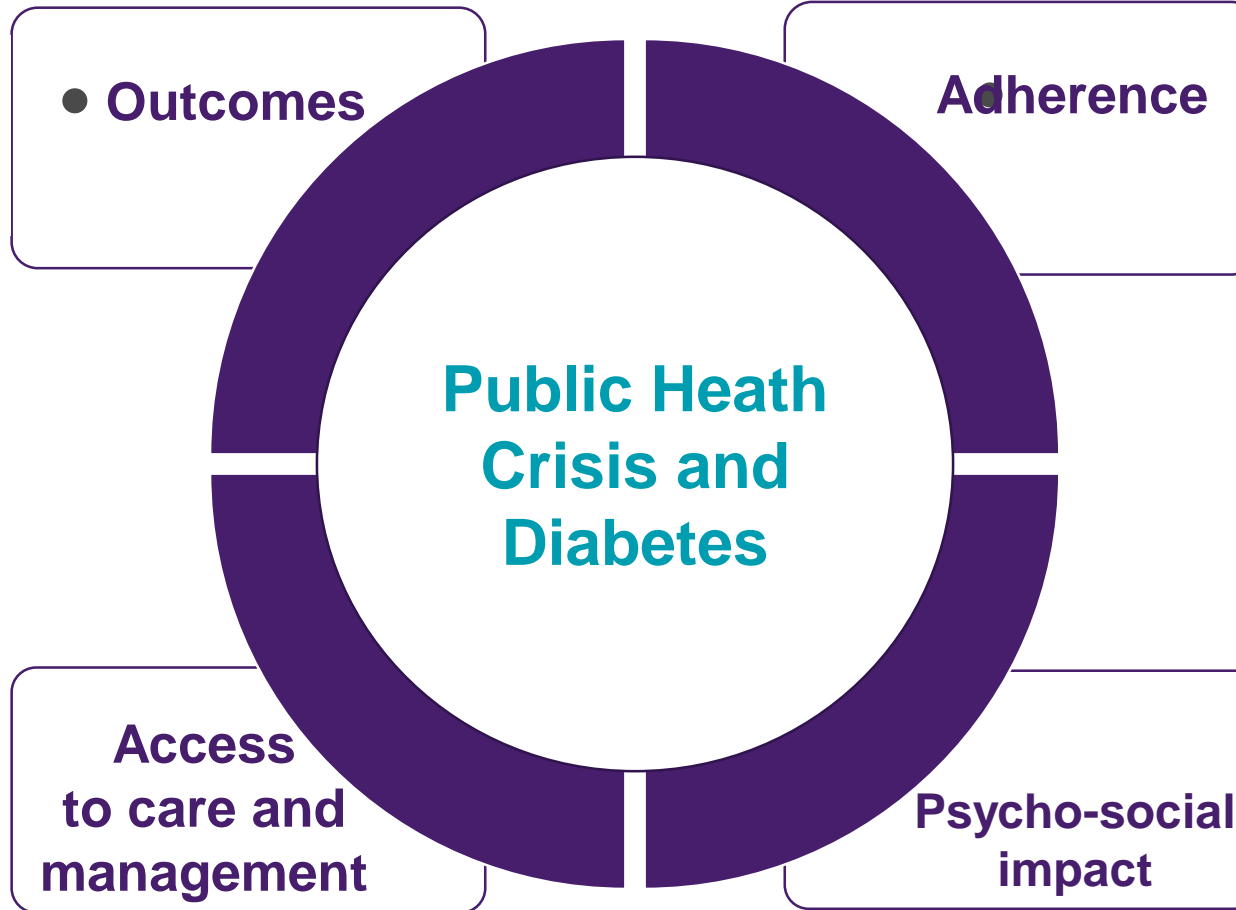 • Outcomes
Adherence
Public Heath
Crisis and
Diabetes
Access
to care and
management
Psycho-social
impact